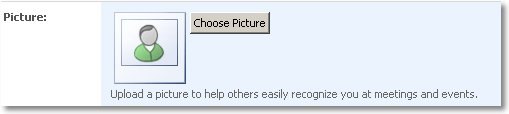 Picture:
Choose Picture
Upload a picture to help others easily recognize you at meetings and events.